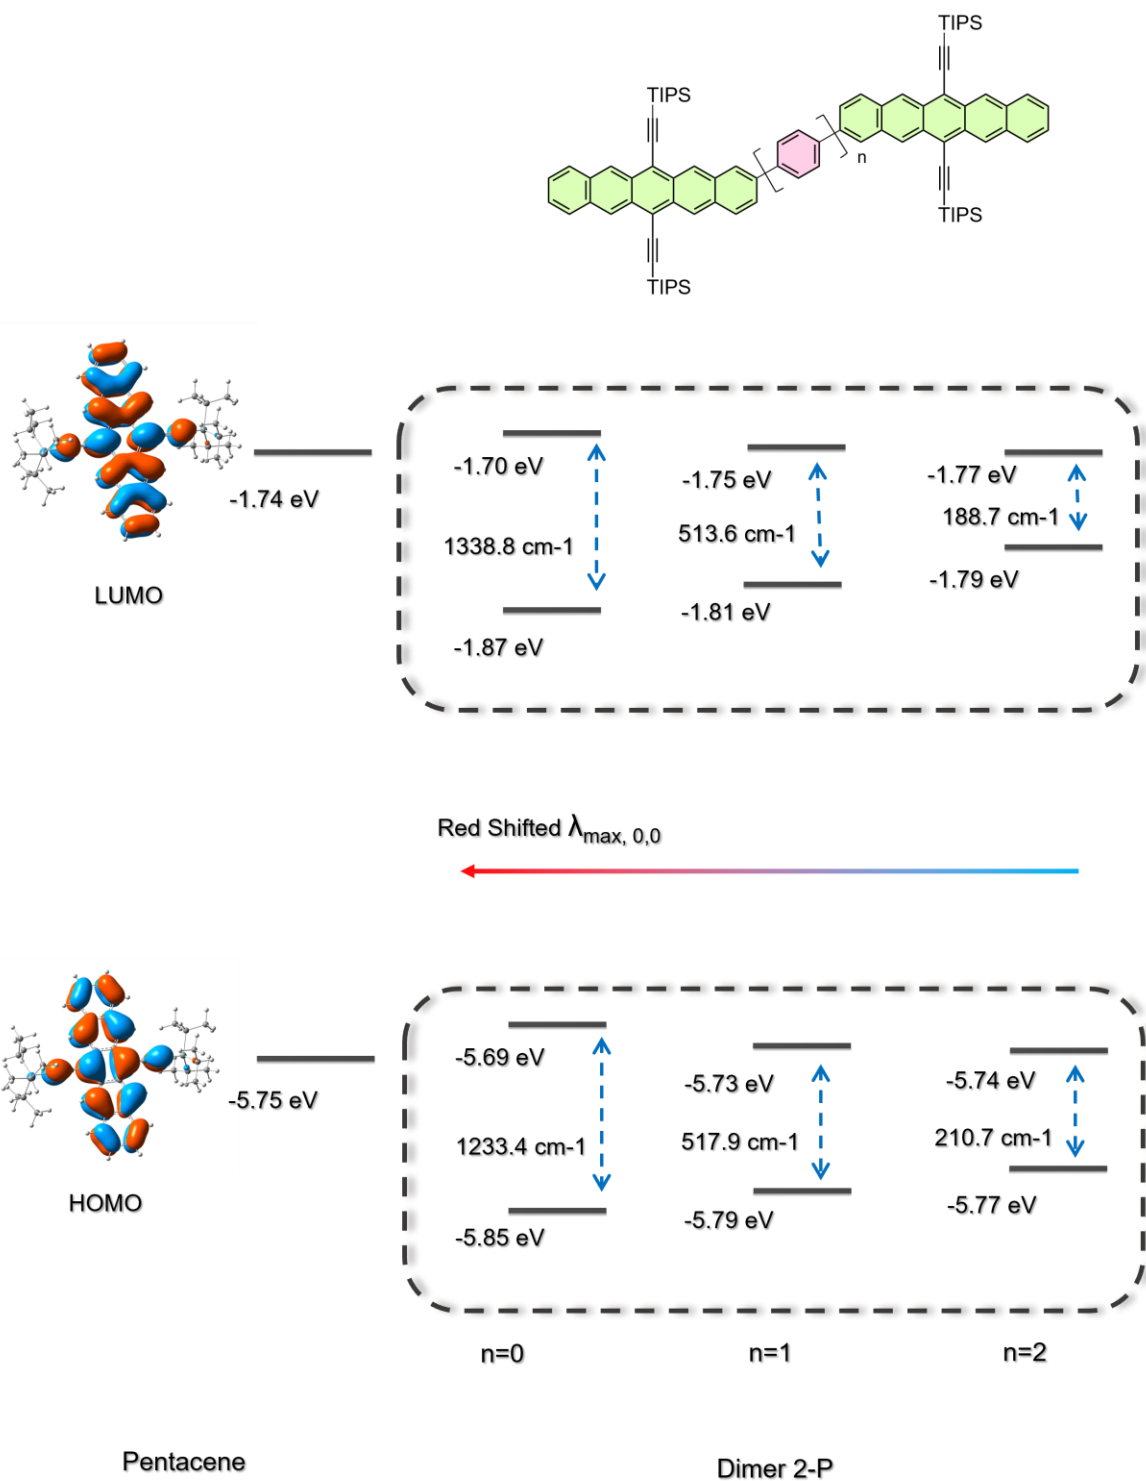 TIPS
TIPS
n
TIPS
TIPS
-1.70 eV
-1.75 eV
-1.77 eV
-1.74 eV
1338.8 cm-1
513.6 cm-1
188.7 cm-1
-1.79 eV
LUMO
-1.81 eV
-1.87 eV
Red Shifted λmax, 0,0
-5.69 eV
-5.73 eV
-5.74 eV
-5.75 eV
1233.4 cm-1
517.9 cm-1
210.7 cm-1
HOMO
-5.85 eV
-5.79 eV
-5.77 eV
n=0
n=1
n=2
Pentacene
Dimer 2-P